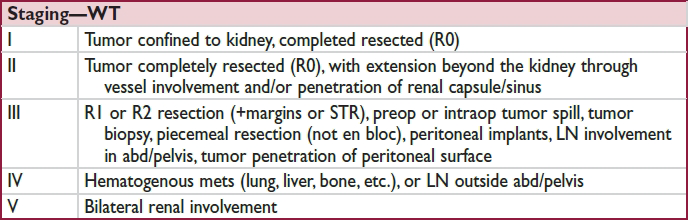 Staging—WT
I Tumor confined to kidney, completed resected (R0)
II Tumor completely resected (R0), with extension beyond the kidney through
vessel involvement and/or penetration of renal capsule/sinus
III R1 or R2 resection (+margins or STR), preop or intraop tumor spill, tumor
biopsy, piecemeal resection (not en bloc), peritoneal implants, LN involvement
in abd/pelvis, tumor penetration of peritoneal surface
IV Hematogenous mets (lung, liver, bone, etc.), or LN outside abd/pelvis
V Bilateral renal involvement